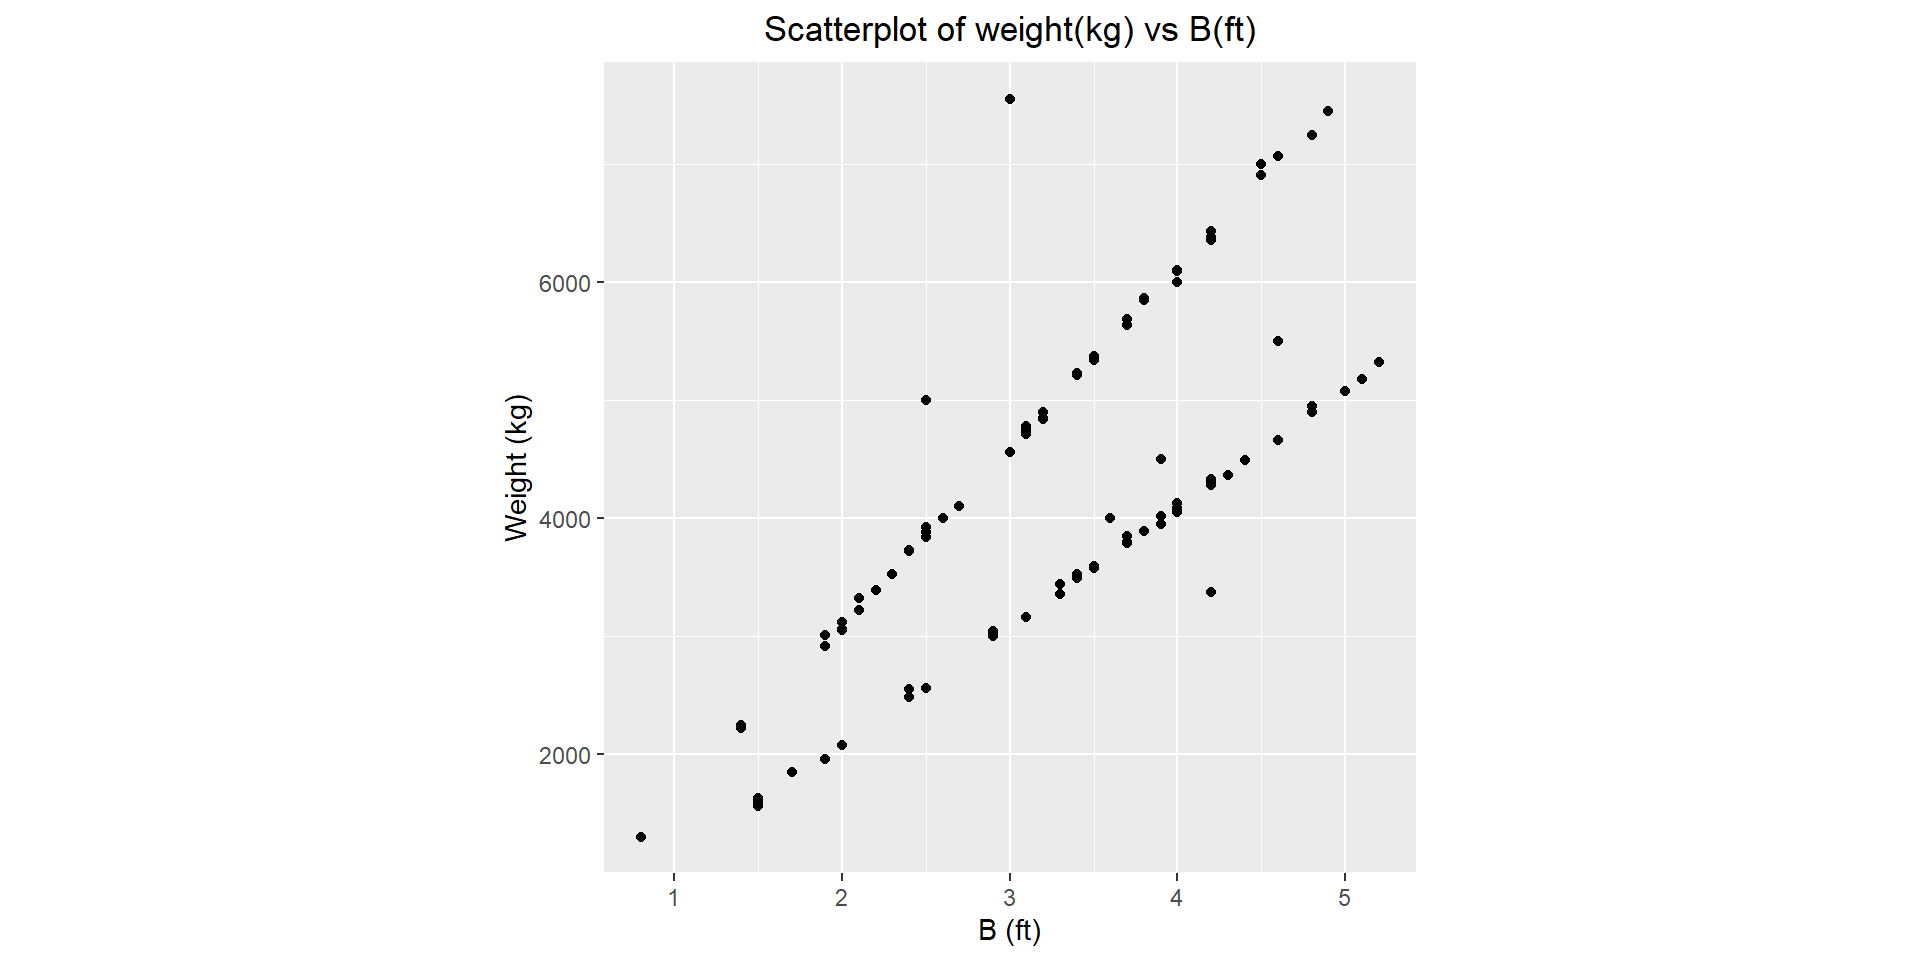 Scatterplot of weight(kg) vs B(ft)
Weight (kg)
6000
4000
2000
1 2 3 4 5
B (ft)